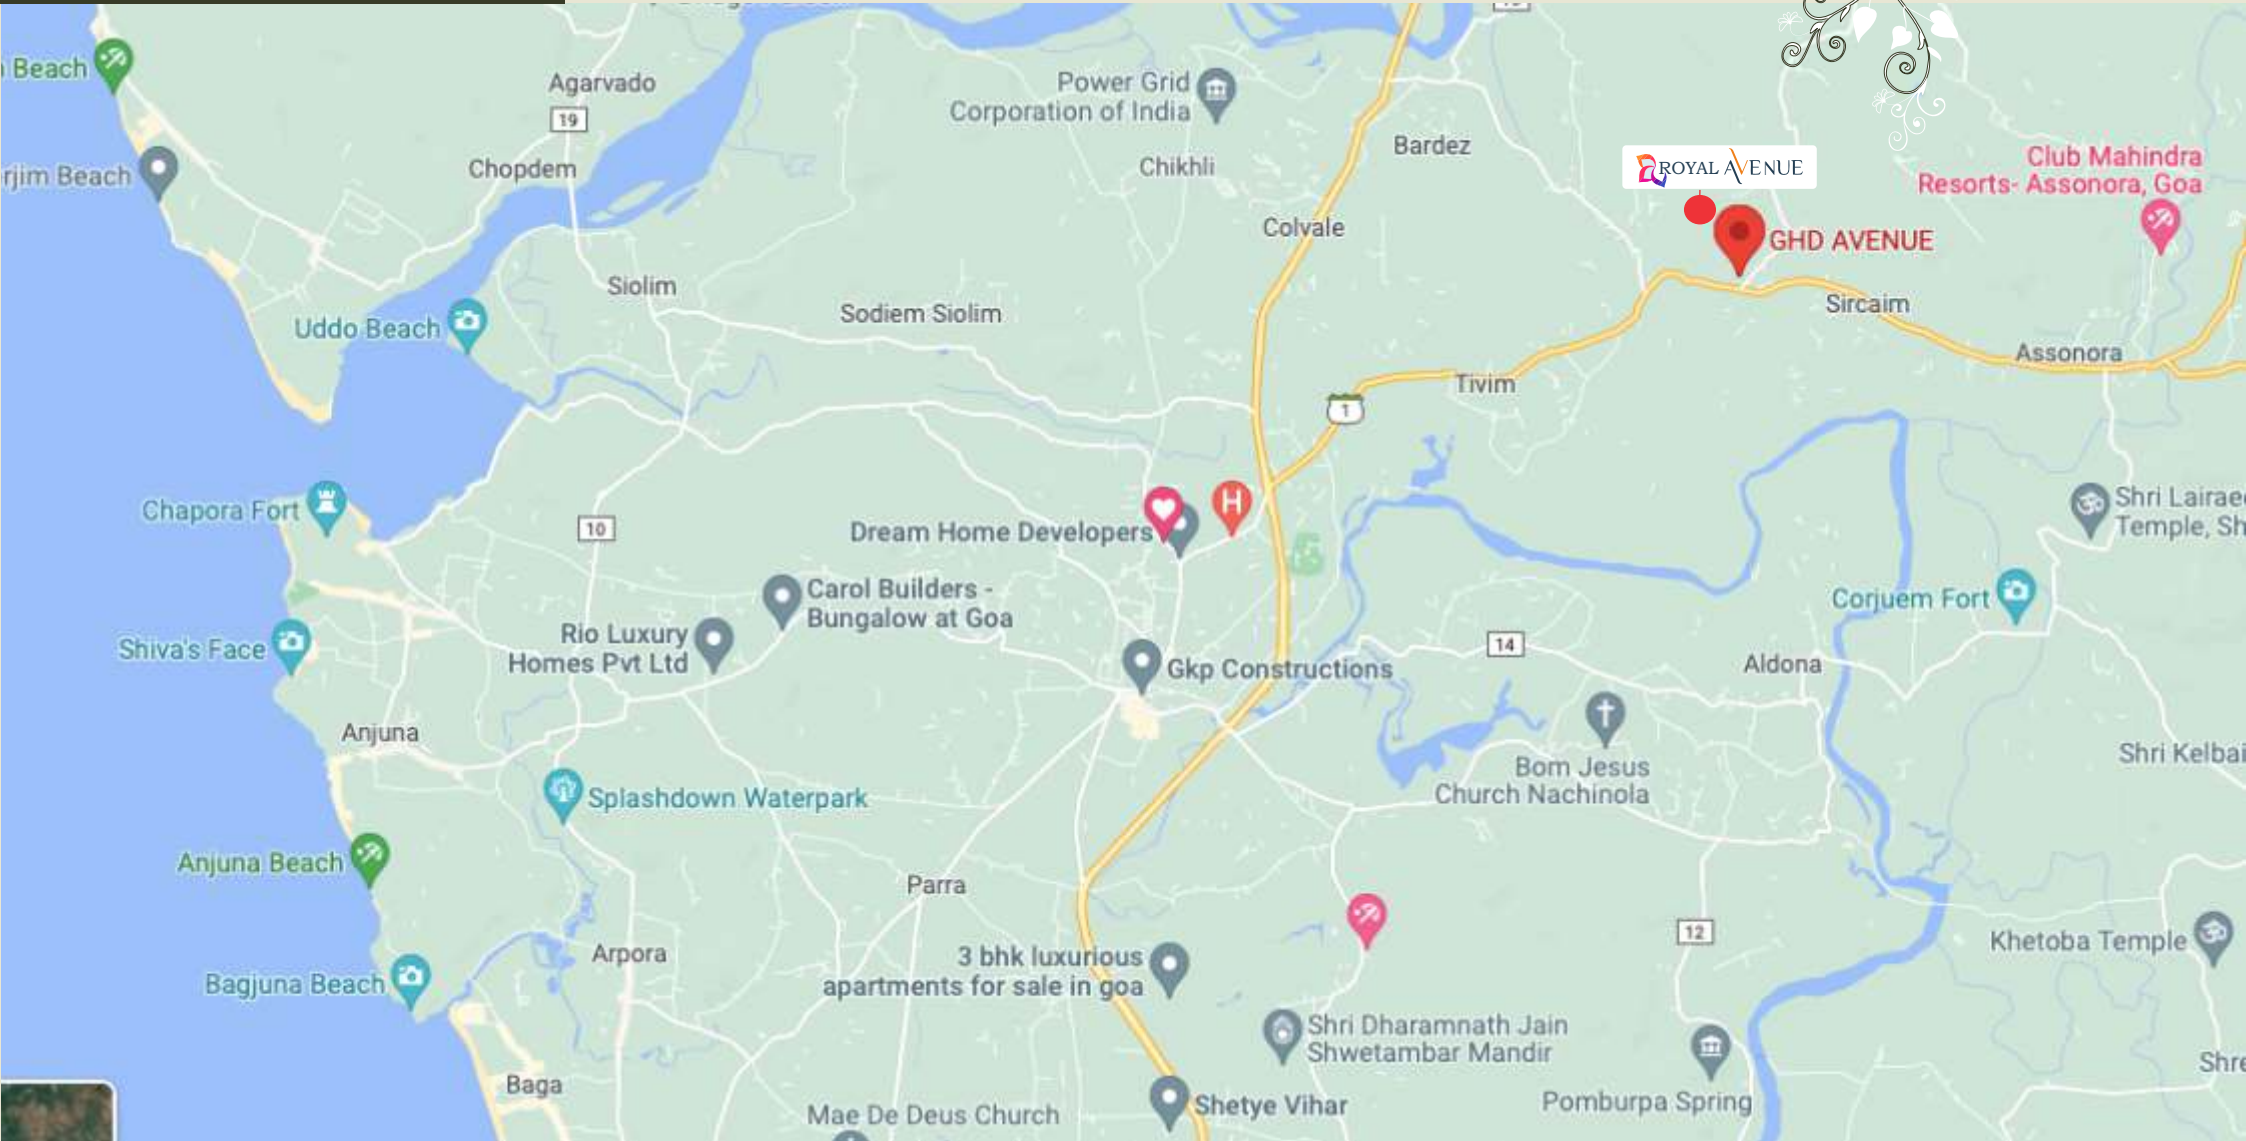 Beach
Agarvado
19
Power Grid
Corporation of India
Bardez
Chopdem
rjim Beach
Chikhli
ROYAL AVENUE
Club Mahindra
Resorts- Assonora, Goa
Colvale
GHD AVENUE
Siolim
Sodiem Siolim
Sircaim
Uddo Beach
Assonora
Tivim
1
Chapora Fort
10
Dream Home Developers
H
Shri Lairae
Temple, Sh
Carol Builders -
Bungalow at Goa
Corjuem Fort
Rio Luxury
Homes Pvt Ltd
Shiva's Face
14
Gkp Constructions
Aldona
Anjuna
Bom Jesus
Church Nachinola
Shri Kelbai
Splashdown Waterpark
Anjuna Beach
Parra
12
Khetoba Temple
Arpora
3 bhk luxurious
apartments for sale in goa
Bagjuna Beach
Shri Dharamnath Jain
Shwetambar Mandir
Shre
Baga
Mae De Deus Church
Shetye Vihar
Pomburpa Spring